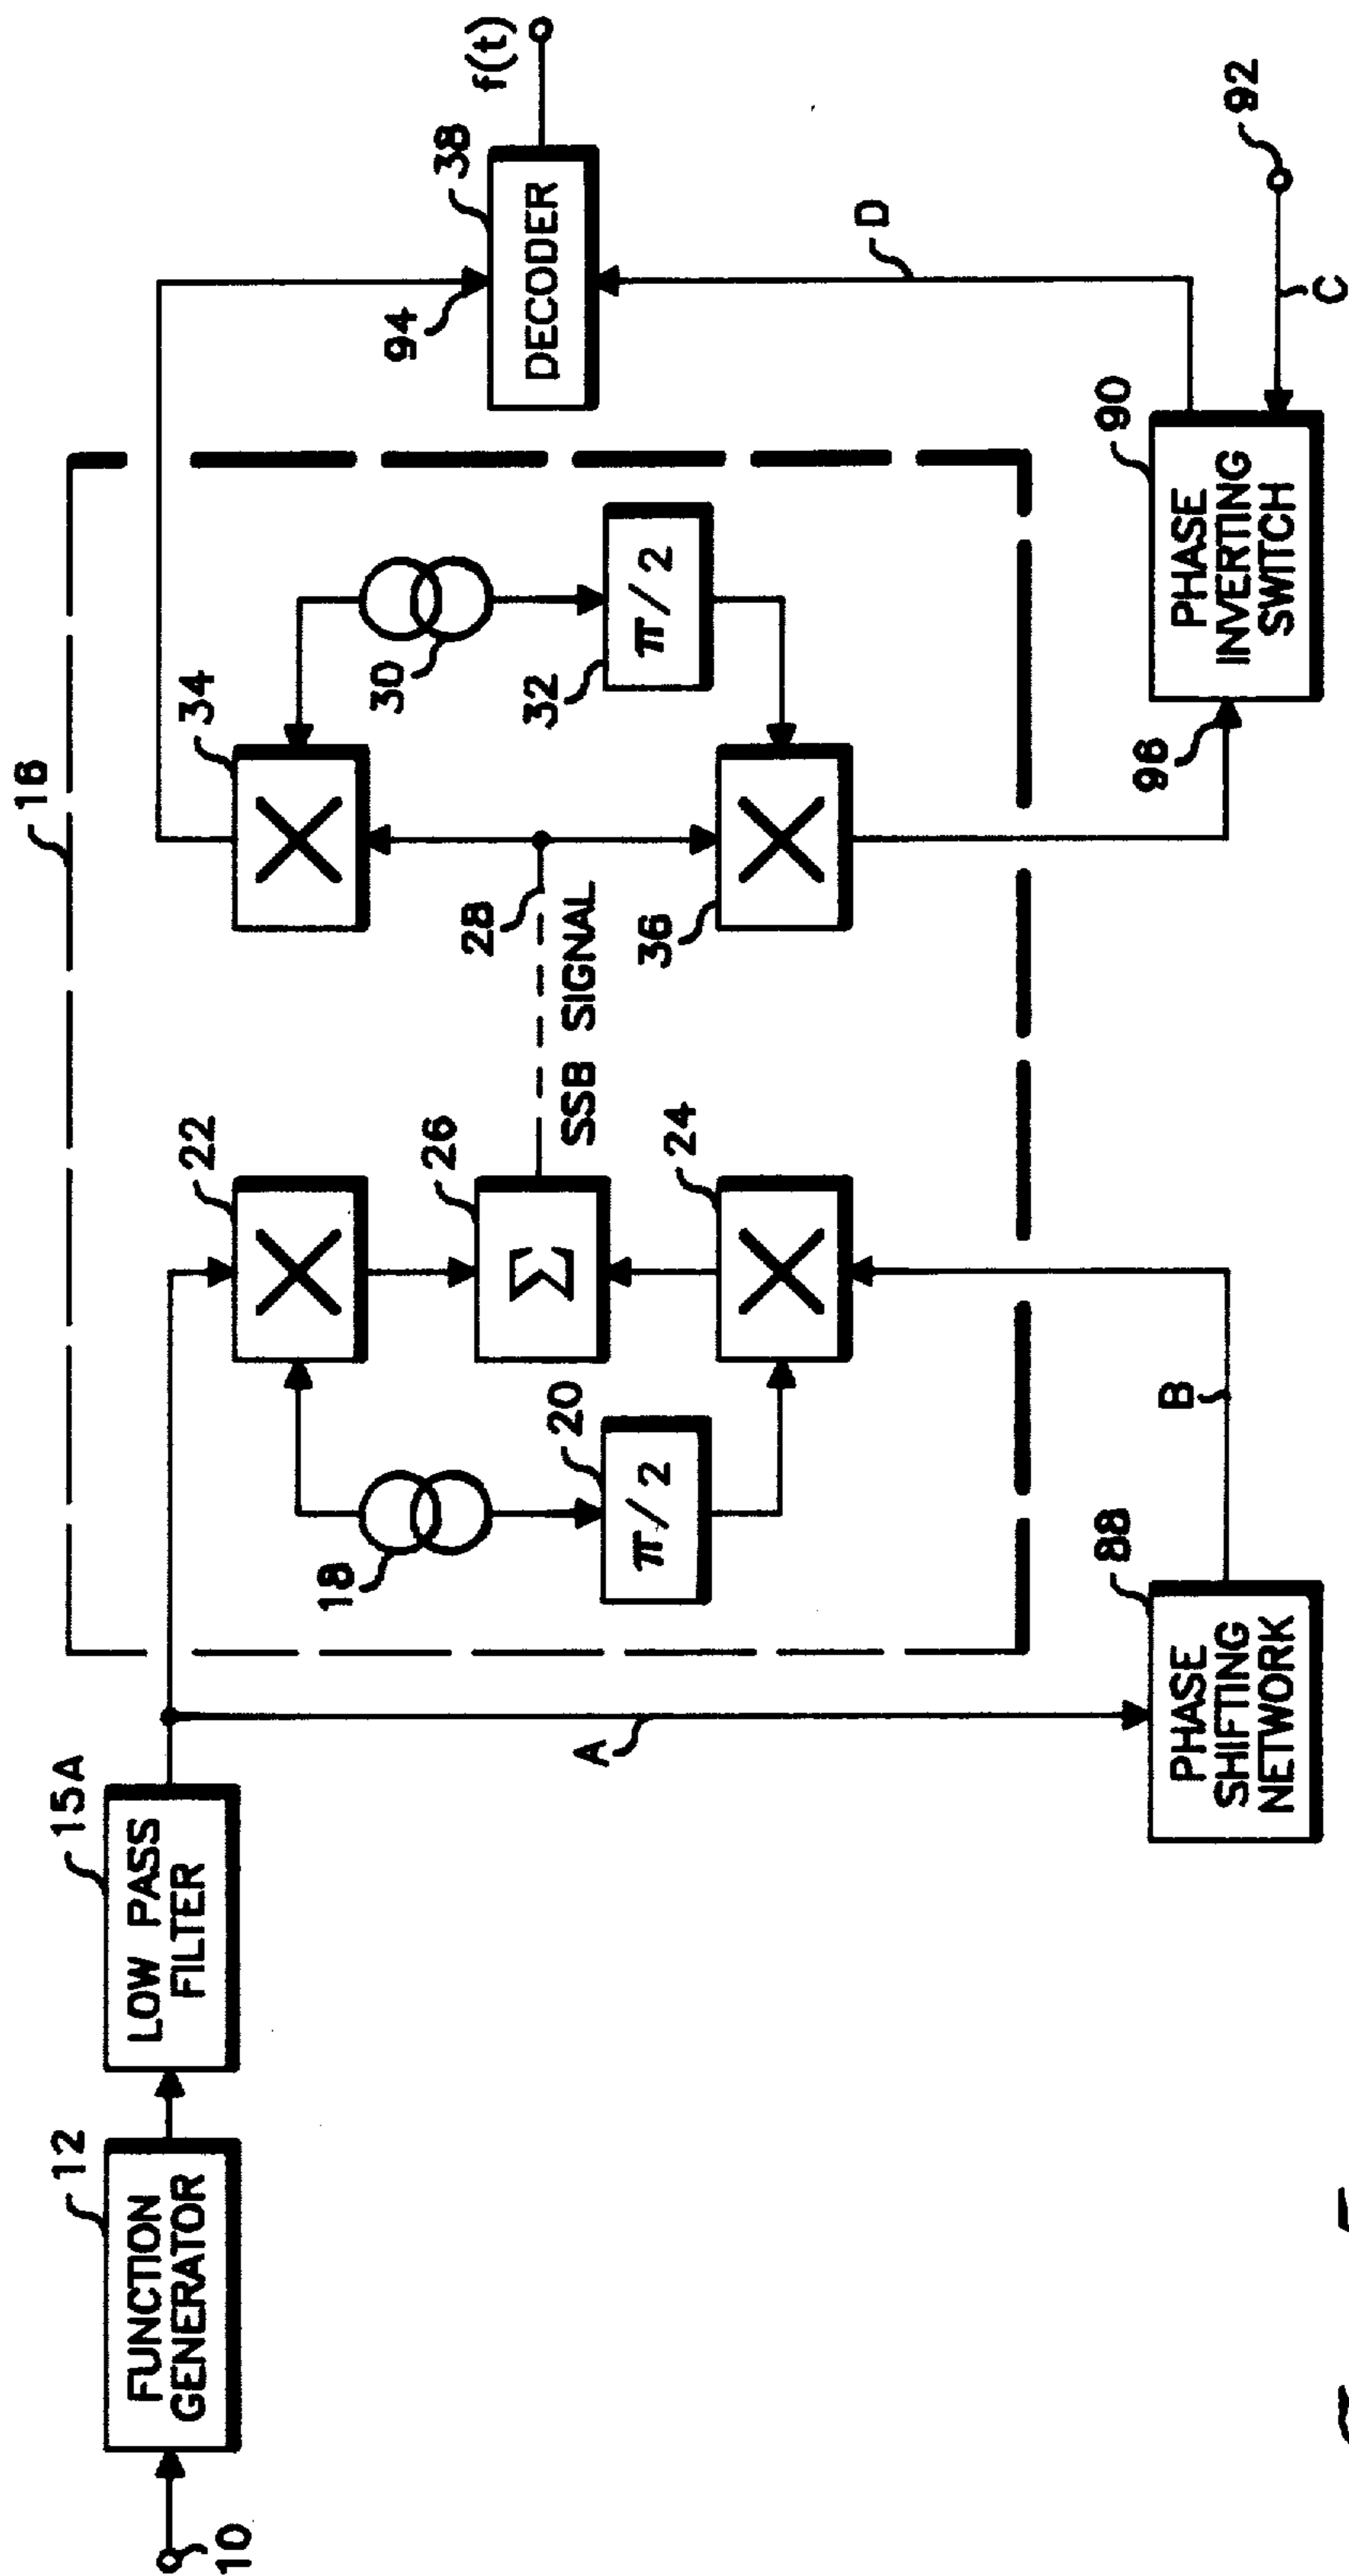 10
FUNCTION
GENERATOR
12
LOW PASS
FILTER
15A
A
PHASE
SHIFTING
NETWORK
88
B
16
18
π/2
20
22
Σ
26
24
SSB SIGNAL
28
34
36
30
π/2
32
94
DECODER
38
f(t)
D
96
PHASE
INVERTING
SWITCH
90
C
92